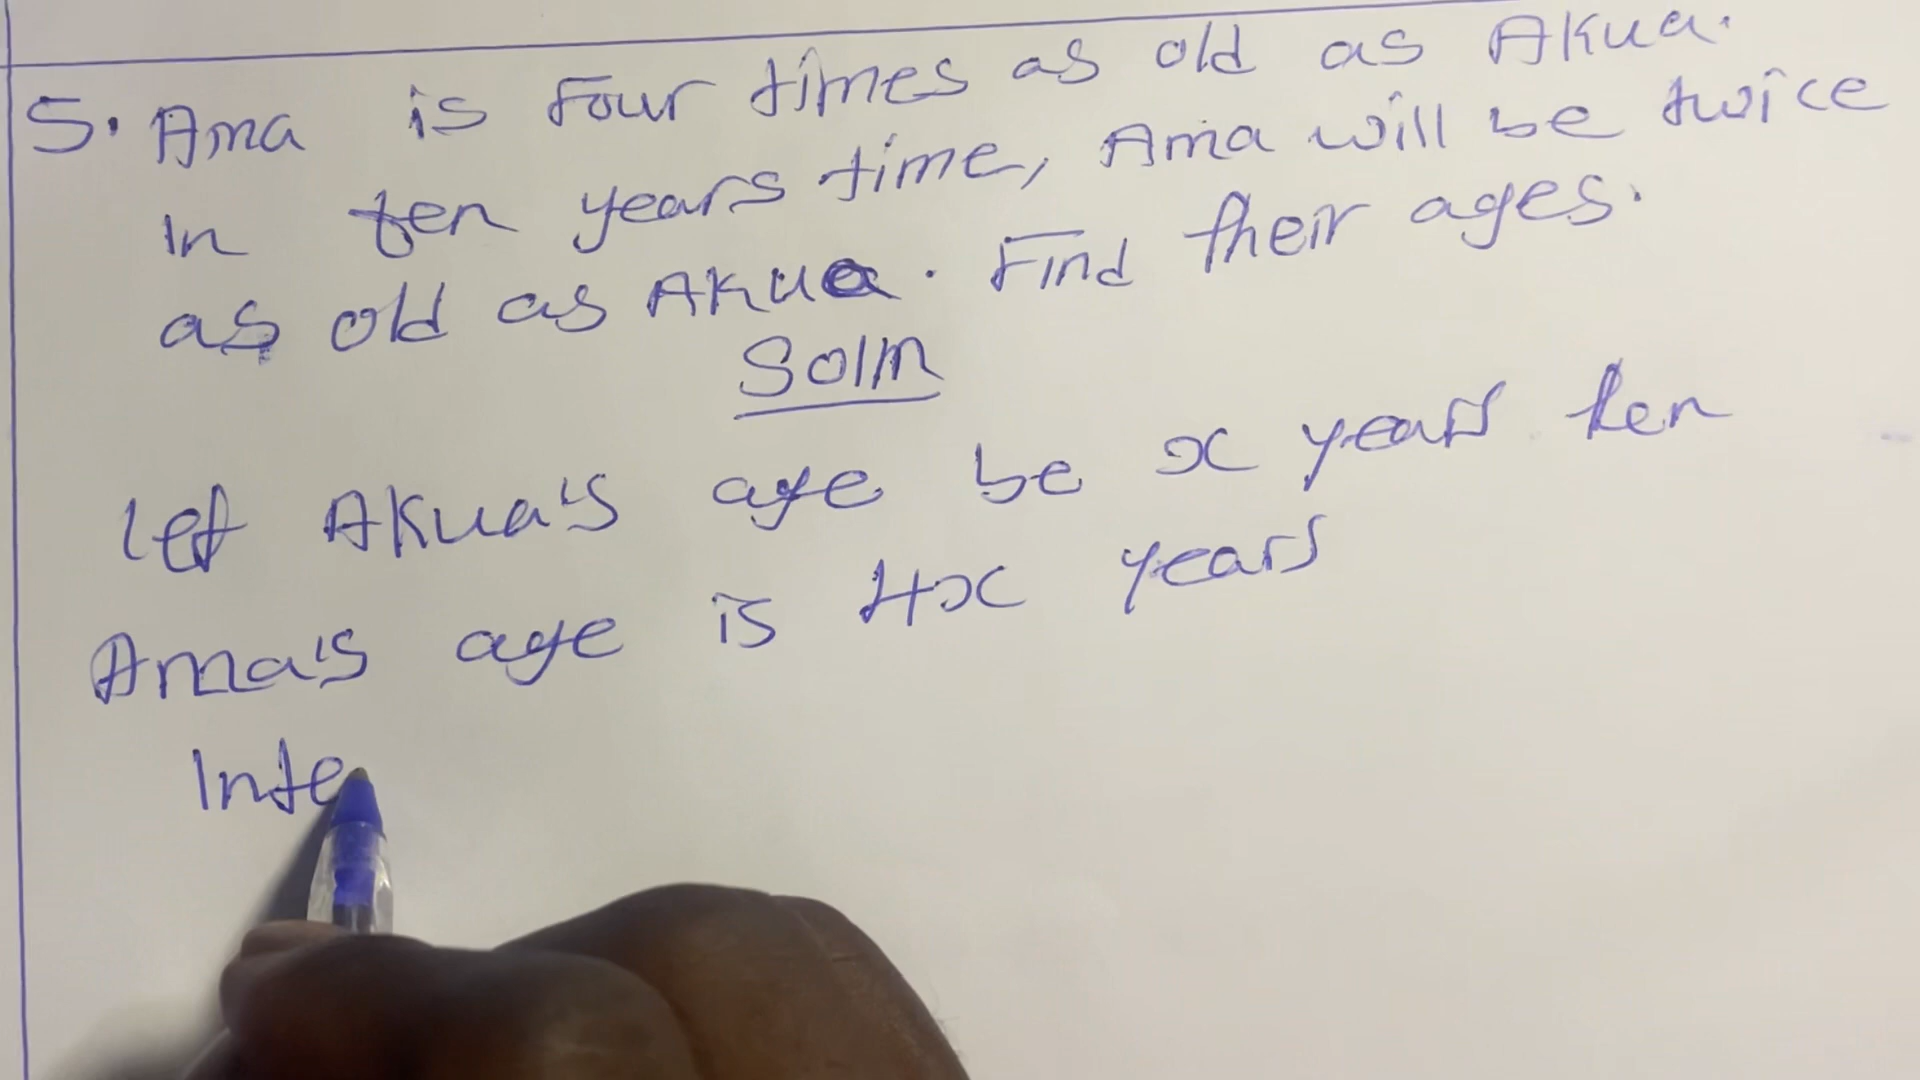 5. Ama is four times as old as Akua.
In ten years time, Ama will be twice
as old as Akua. Find their ages.
Soln
Let Akua's age be x years then
Ama's age is 4x years
Inte